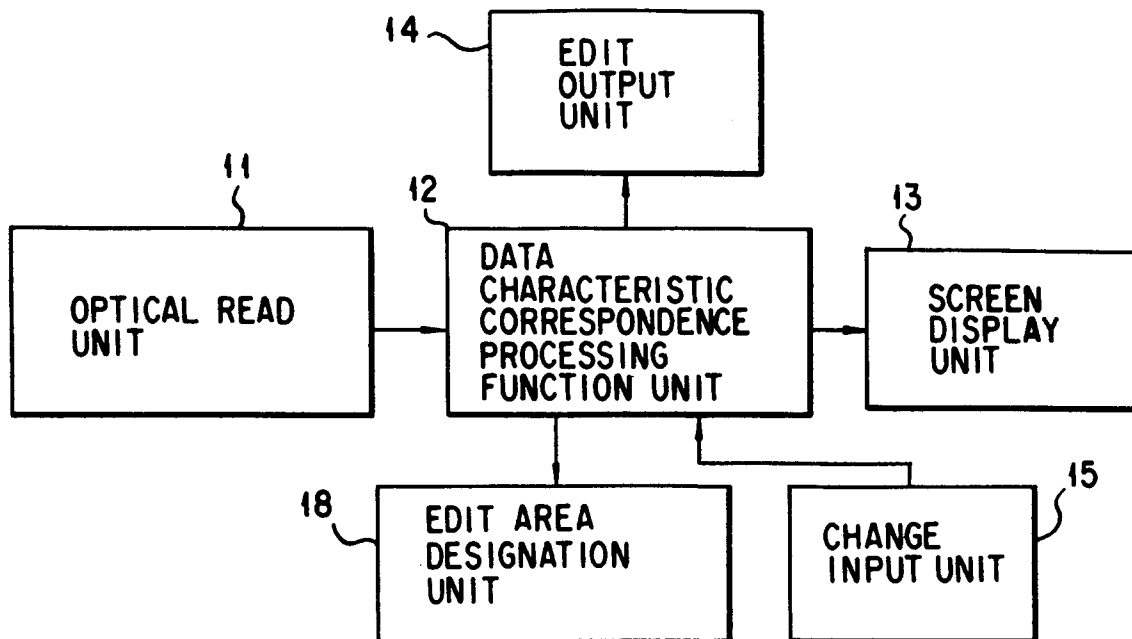 14
EDIT
OUTPUT
UNIT
11
OPTICAL READ
UNIT
12
DATA
CHARACTERISTIC
CORRESPONDENCE
PROCESSING
FUNCTION UNIT
13
SCREEN
DISPLAY
UNIT
18
EDIT AREA
DESIGNATION
UNIT
15
CHANGE
INPUT UNIT